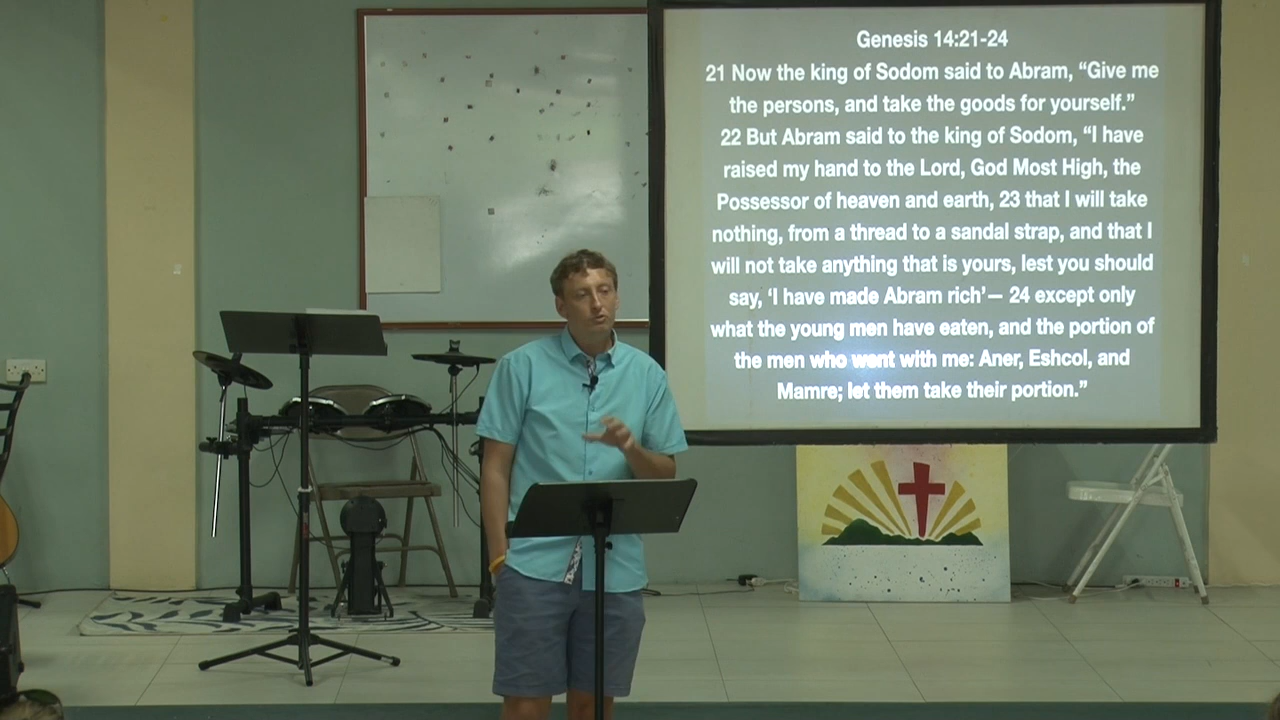 Genesis 14:21-24
21 Now the king of Sodom said to Abram, “Give me
the persons, and take the goods for yourself.”
22 But Abram said to the king of Sodom, “I have
raised my hand to the Lord, God Most High, the
Possessor of heaven and earth, 23 that I will take
nothing, from a thread to a sandal strap, and that I
will not take anything that is yours, lest you should
say, ‘I have made Abram rich’— 24 except only
what the young men have eaten, and the portion of
the men who went with me: Aner, Eshcol, and
Mamre; let them take their portion.”